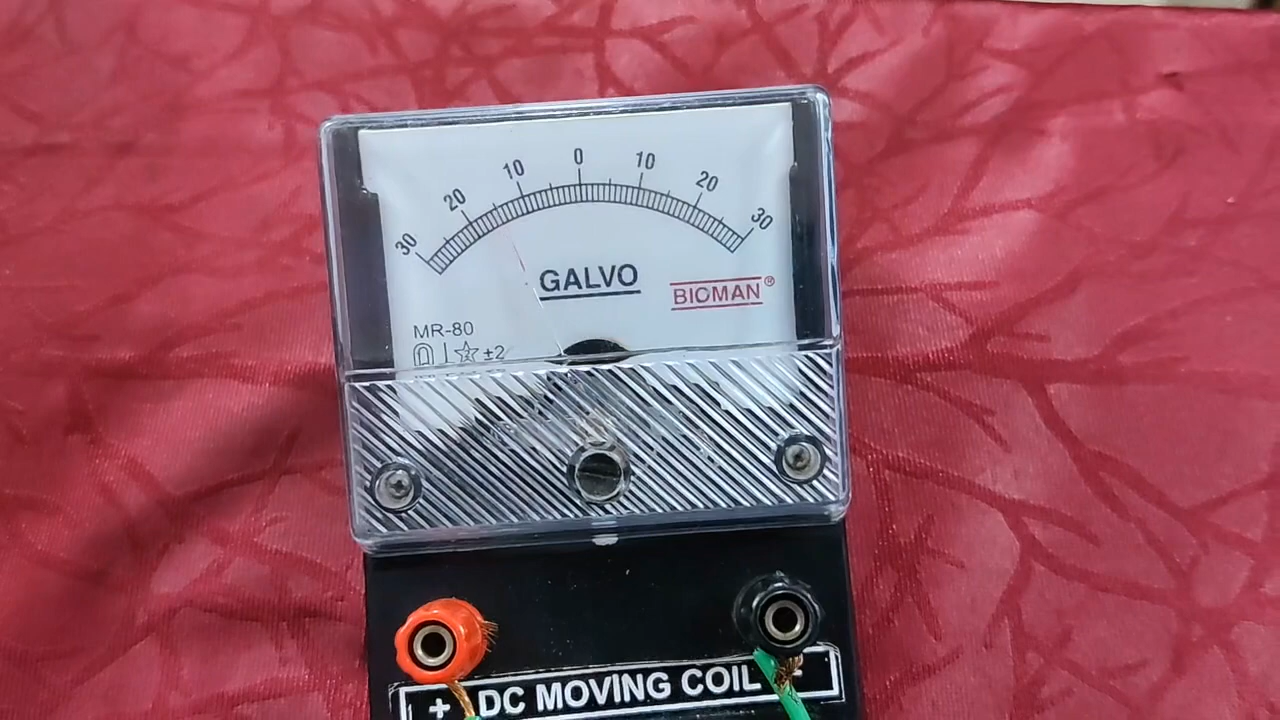 30 20 10 0 10 20 30
GALVO
BIOMAN®
MR-80
±2
+ DC MOVING COIL